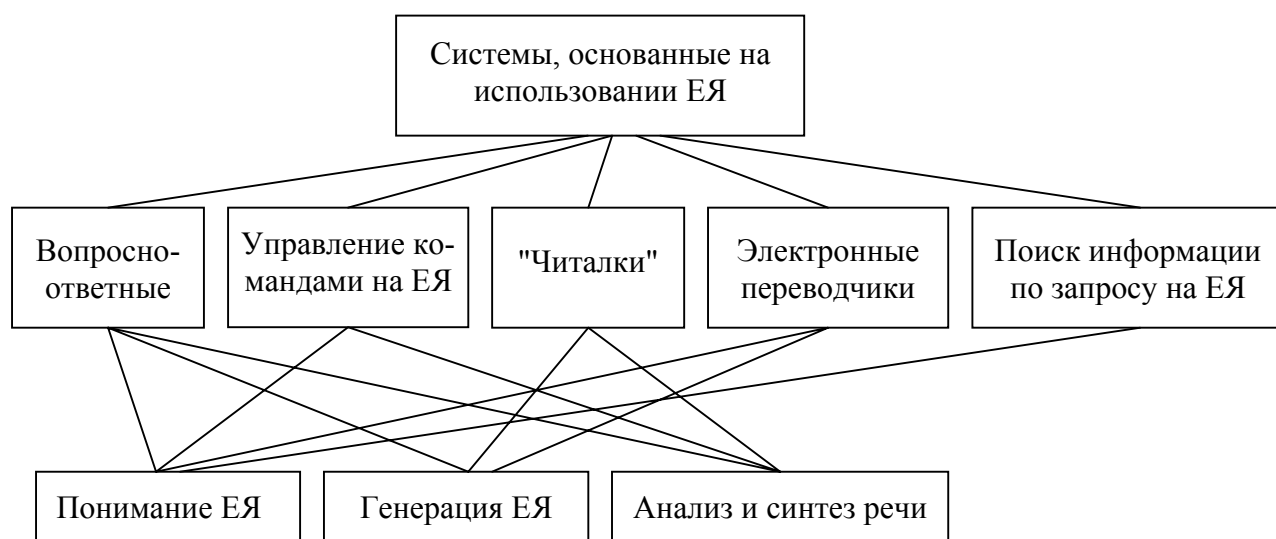 Системы, основанные на
использовании ЕЯ
Вопросно-
ответные
Управление ко-
мандами на ЕЯ
"Читалки"
Электронные
переводчики
Поиск информации
по запросу на ЕЯ
Понимание ЕЯ
Генерация ЕЯ
Анализ и синтез речи